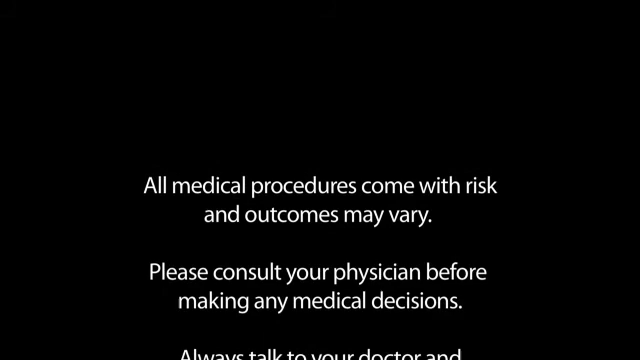 All medical procedures come with risk
and outcomes may vary.
Please consult your physician before
making any medical decisions.
Always talk to your doctor and